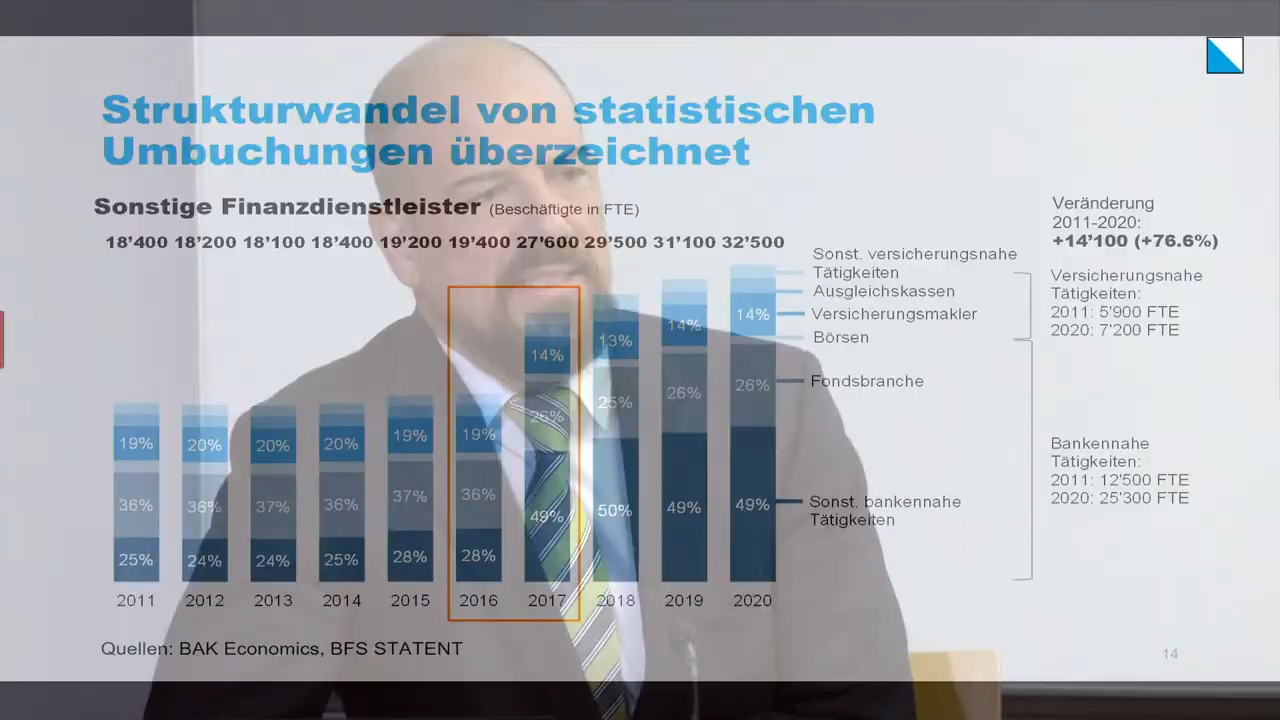 Strukturwandel von statistischen
Umbuchungen überzeichnet
Sonstige Finanzdienstleister (Beschäftigte in FTE)
18'400 18'200 18'100 18'400 19'200 19'400 27'600 29'500 31'100 32'500
19% 20% 20% 20% 19% 19% 14% 13% 14% 14%
36% 36% 37% 36% 37% 36% 26% 25% 26% 26%
25% 24% 24% 25% 28% 28% 49% 50% 49% 49%
2011 2012 2013 2014 2015 2016 2017 2018 2019 2020
Sonst. versicherungsnahe
Tätigkeiten
Ausgleichskassen
Versicherungsmakler
Börsen
Fondsbranche
Sonst. bankennahe
Tätigkeiten
Veränderung
2011-2020:
+14'100 (+76.6%)
Versicherungsnahe
Tätigkeiten:
2011: 5'900 FTE
2020: 7'200 FTE
Bankennahe
Tätigkeiten:
2011: 12'500 FTE
2020: 25'300 FTE
Quellen: BAK Economics, BFS STATENT
14